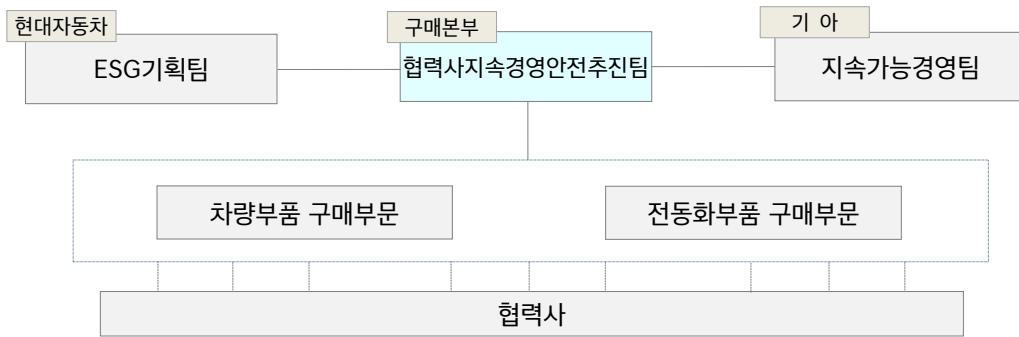 현대자동차
ESG기획팀
구매본부
협력사지속경영안전추진팀
기 아
지속가능경영팀
차량부품 구매부문
전동화부품 구매부문
협력사